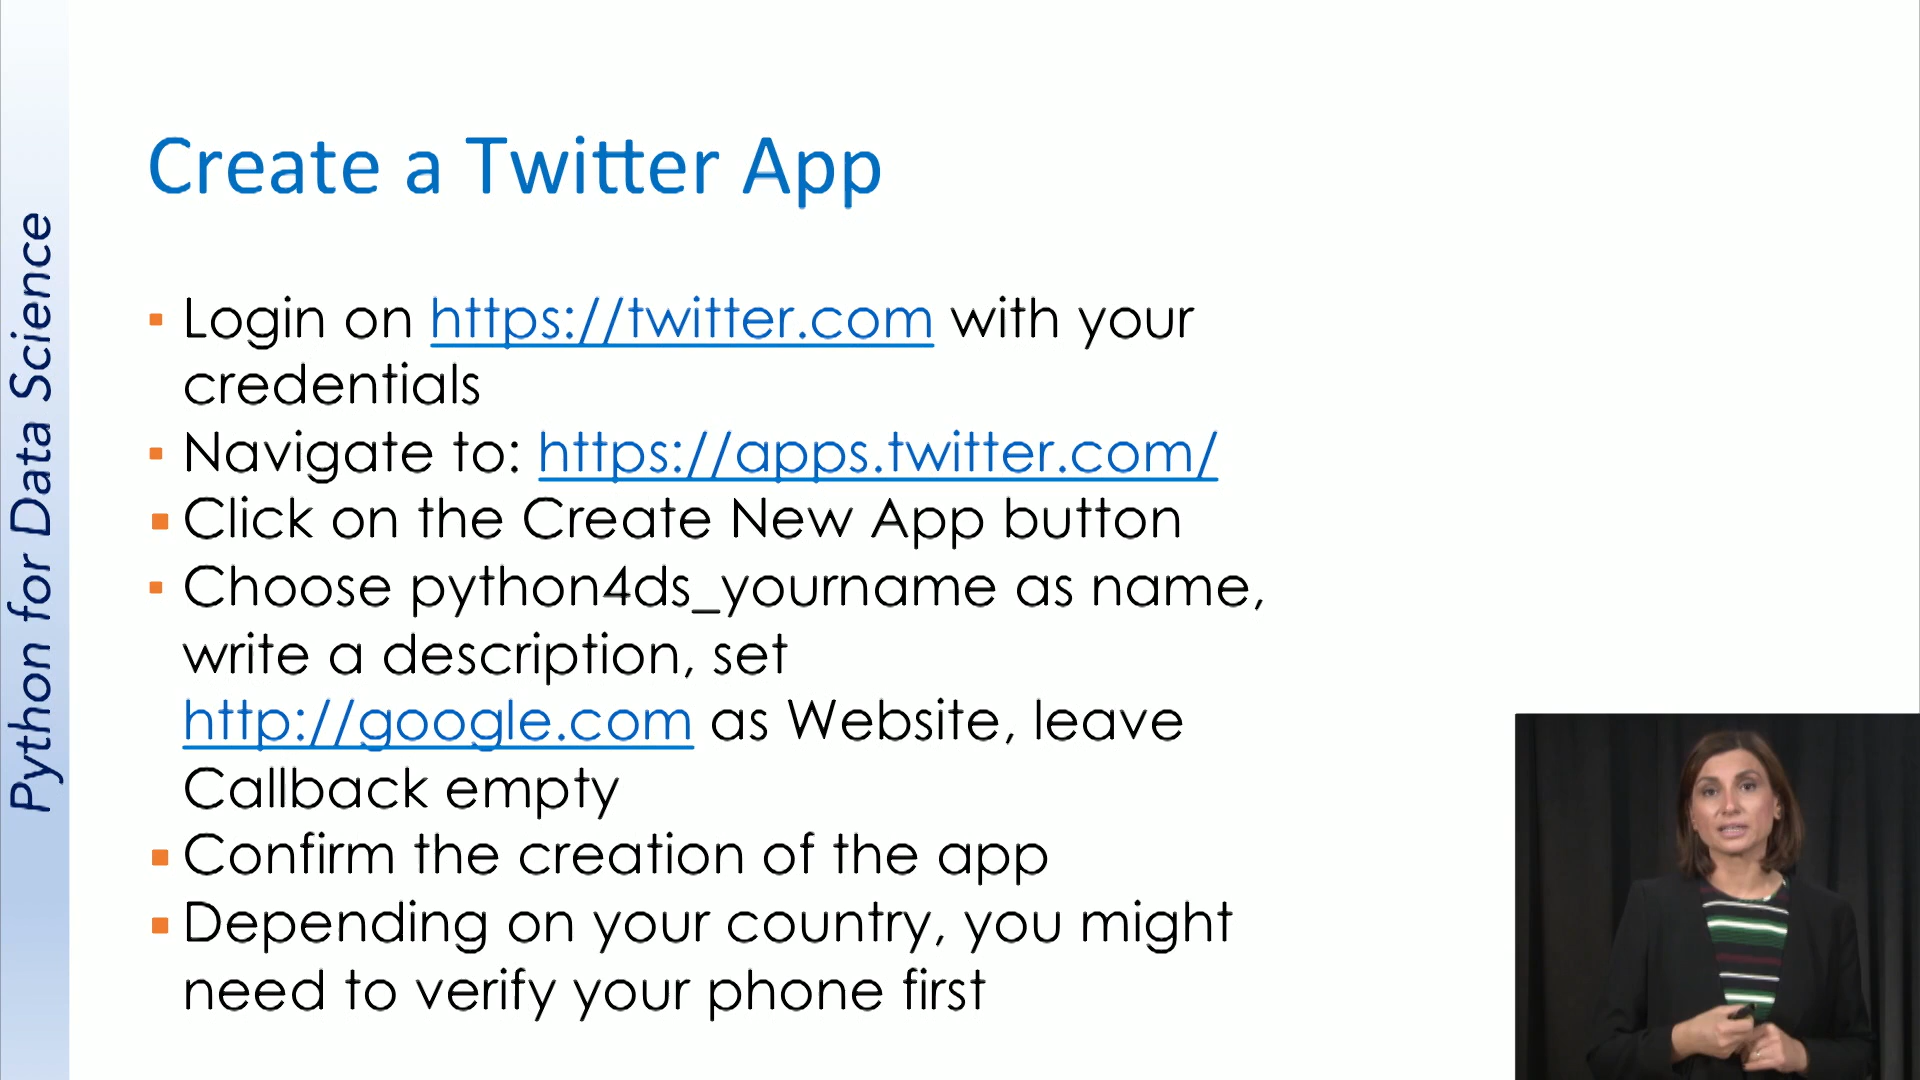 Python for Data Science
Create a Twitter App
▪ Login on https://twitter.com with your
credentials
▪ Navigate to: https://apps.twitter.com/
▪ Click on the Create New App button
▪ Choose python4ds_yourname as name,
write a description, set
http://google.com as Website, leave
Callback empty
▪ Confirm the creation of the app
▪ Depending on your country, you might
need to verify your phone first